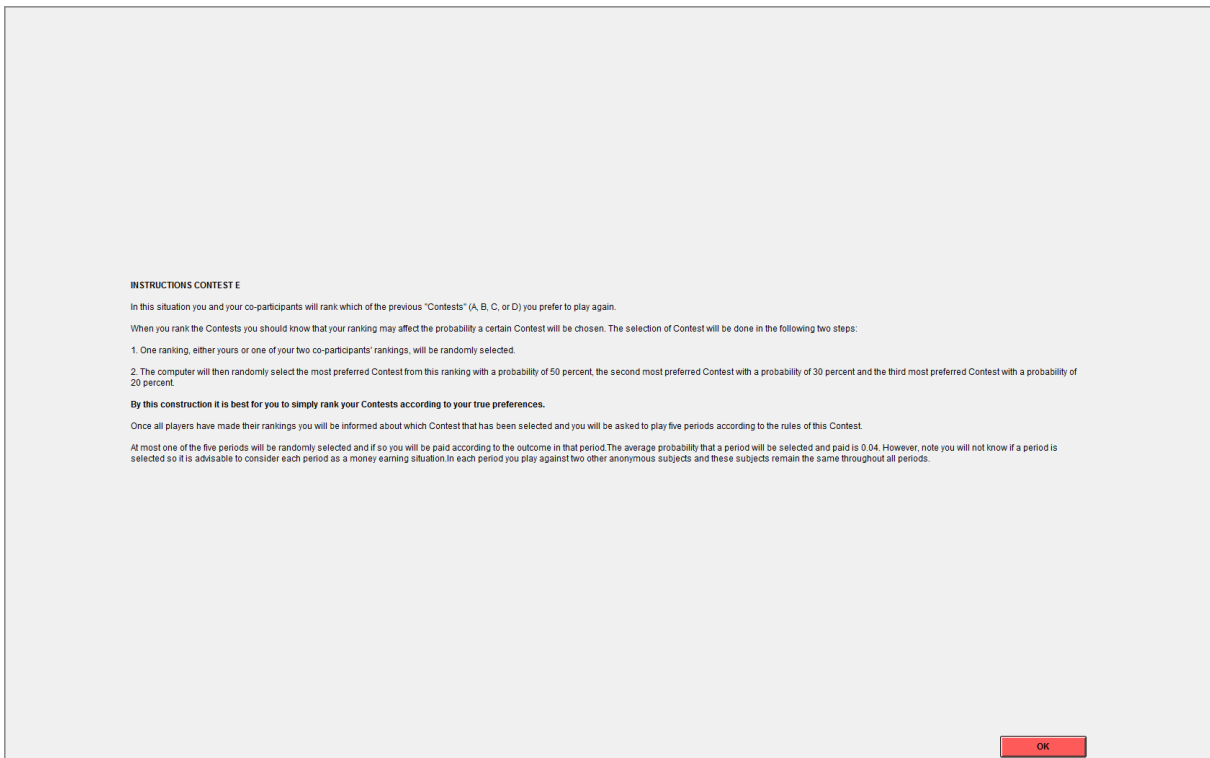 INSTRUCTIONS CONTEST E
In this situation you and your co-participants will rank which of the previous "Contests" (A, B, C, or D) you prefer to play again.
When you rank the Contests you should know that your ranking may affect the probability a certain Contest will be chosen. The selection of Contest will be done in the following two steps:
1. One ranking, either yours or one of your two co-participants' rankings, will be randomly selected.
2. The computer will then randomly select the most preferred Contest from this ranking with a probability of 50 percent, the second most preferred Contest with a probability of 30 percent and the third most preferred Contest with a probability of
20 percent.
By this construction it is best for you to simply rank your Contests according to your true preferences.
Once all players have made their rankings you will be informed about which Contest that has been selected and you will be asked to play five periods according to the rules of this Contest.
At most one of the five periods will be randomly selected and if so you will be paid according to the outcome in that period.The average probability that a period will be selected and paid is 0.04. However, note you will not know if a period is
selected so it is advisable to consider each period as a money earning situation.In each period you play against two other anonymous subjects and these subjects remain the same throughout all periods.
OK